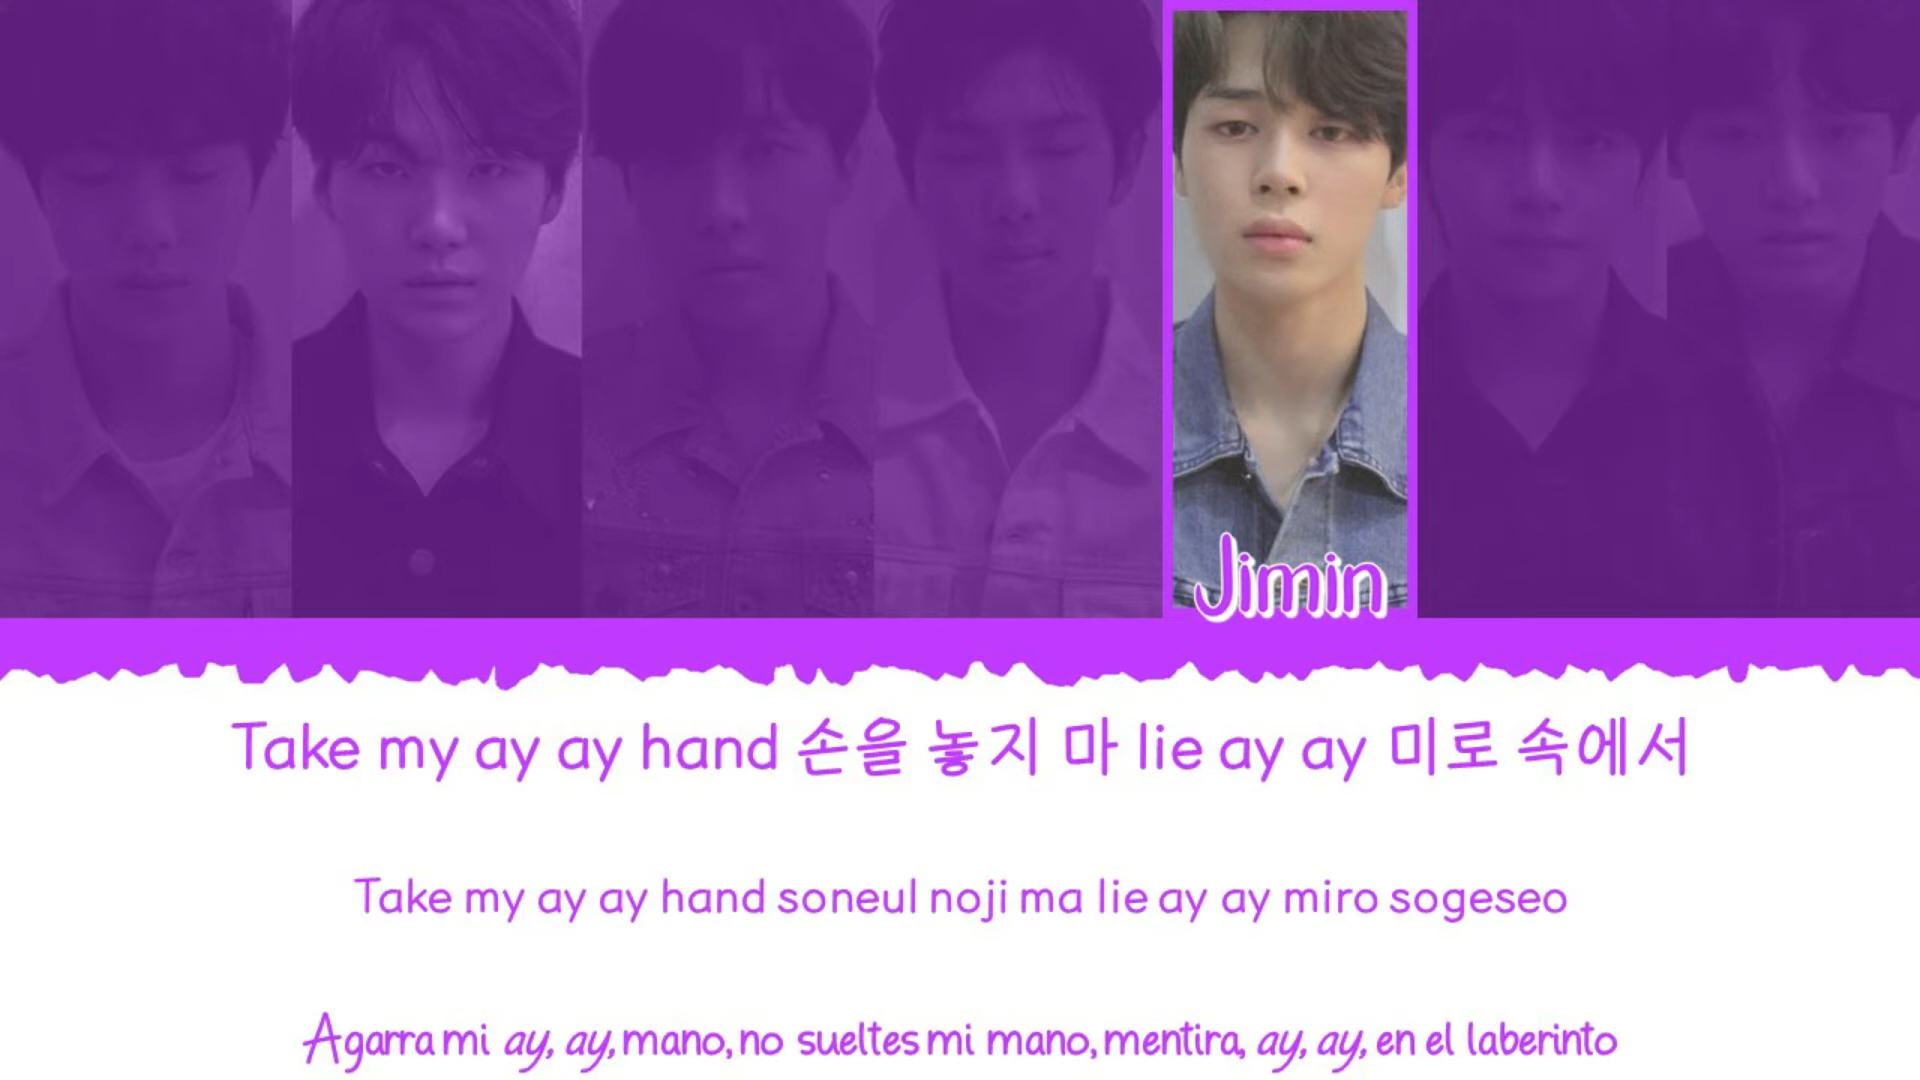 Jimin
Take my ay ay hand 손을 놓지 마 lie ay ay 미로 속에서
Take my ay ay hand soneul noji ma lie ay ay miro sogeseo
Agarra mi ay, ay, mano, no sueltes mi mano, mentira, ay, ay, en el laberinto